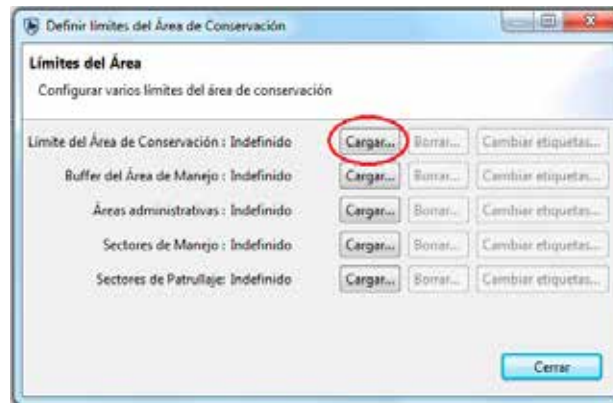 Definir límites del Área de Conservación
Límites del Área
Configurar varios límites del área de conservación
Límite del Área de Conservación : Indefinido Cargar... Borrar... Cambiar etiquetas...
Buffer del Área de Manejo : Indefinido Cargar... Borrar... Cambiar etiquetas...
Áreas administrativas : Indefinido Cargar... Borrar... Cambiar etiquetas...
Sectores de Manejo : Indefinido Cargar... Borrar... Cambiar etiquetas...
Sectores de Patrullaje: Indefinido Cargar... Borrar... Cambiar etiquetas...
Cerrar